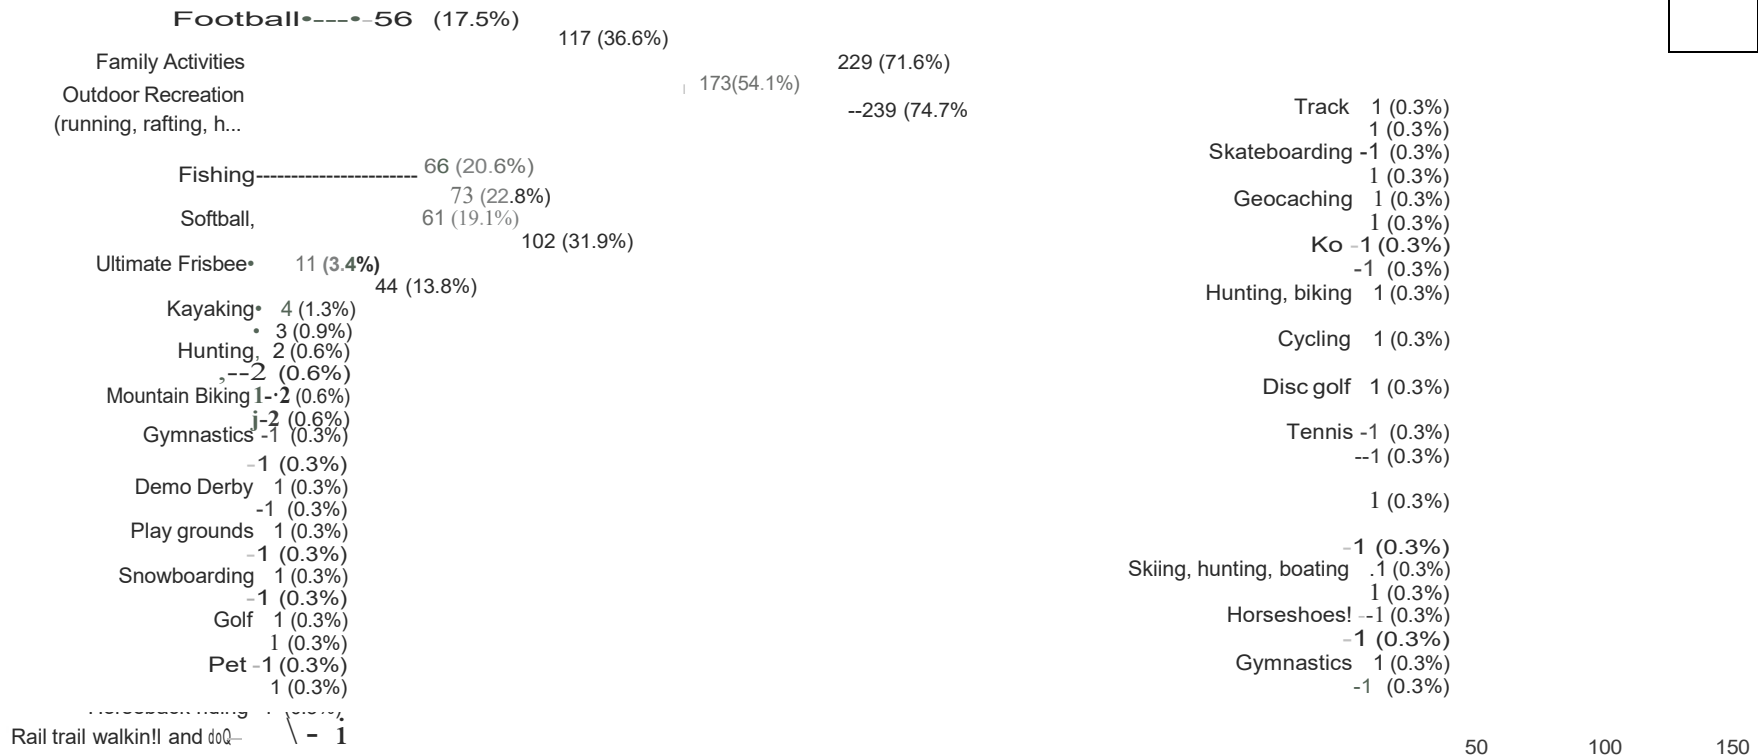 Football•---•-56 (17.5%)
117 (36.6%)
Family Activities 229 (71.6%)
173(54.1%)
Outdoor Recreation
(running, rafting, h... --239 (74.7%
Fishing----------------------- 66 (20.6%)
73 (22.8%)
Softball, 61 (19.1%)
102 (31.9%)
Ultimate Frisbee• 11 (3.4%)
44 (13.8%)
Kayaking• 4 (1.3%)
• 3 (0.9%)
Hunting, 2 (0.6%)
,--2 (0.6%)
Mountain Biking 1-·2 (0.6%)
j-2 (0.6%)
Gymnastics -1 (0.3%)
-1 (0.3%)
Demo Derby 1 (0.3%)
-1 (0.3%)
Play grounds 1 (0.3%)
-1 (0.3%)
Snowboarding 1 (0.3%)
-1 (0.3%)
Golf 1 (0.3%)
1 (0.3%)
Pet -1 (0.3%)
1 (0.3%)
Rail trail walkin!l and doQ— \ - i
Track 1 (0.3%)
1 (0.3%)
Skateboarding -1 (0.3%)
1 (0.3%)
Geocaching 1 (0.3%)
1 (0.3%)
Ko -1 (0.3%)
-1 (0.3%)
Hunting, biking 1 (0.3%)
Cycling 1 (0.3%)
Disc golf 1 (0.3%)
Tennis -1 (0.3%)
--1 (0.3%)
1 (0.3%)
-1 (0.3%)
Skiing, hunting, boating .1 (0.3%)
1 (0.3%)
Horseshoes! --1 (0.3%)
-1 (0.3%)
Gymnastics 1 (0.3%)
-1 (0.3%)
50 100 150